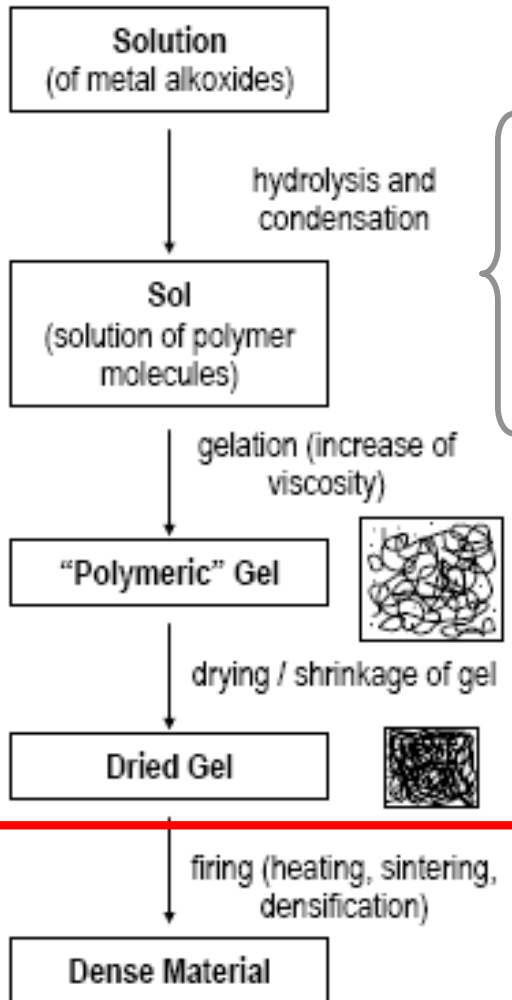 Solution
(of metal alkoxides)
hydrolysis and
condensation
Sol
(solution of polymer
molecules)
gelation (increase of
viscosity)
“Polymeric” Gel
drying / shrinkage of gel
Dried Gel
firing (heating, sintering,
densification)
Dense Material